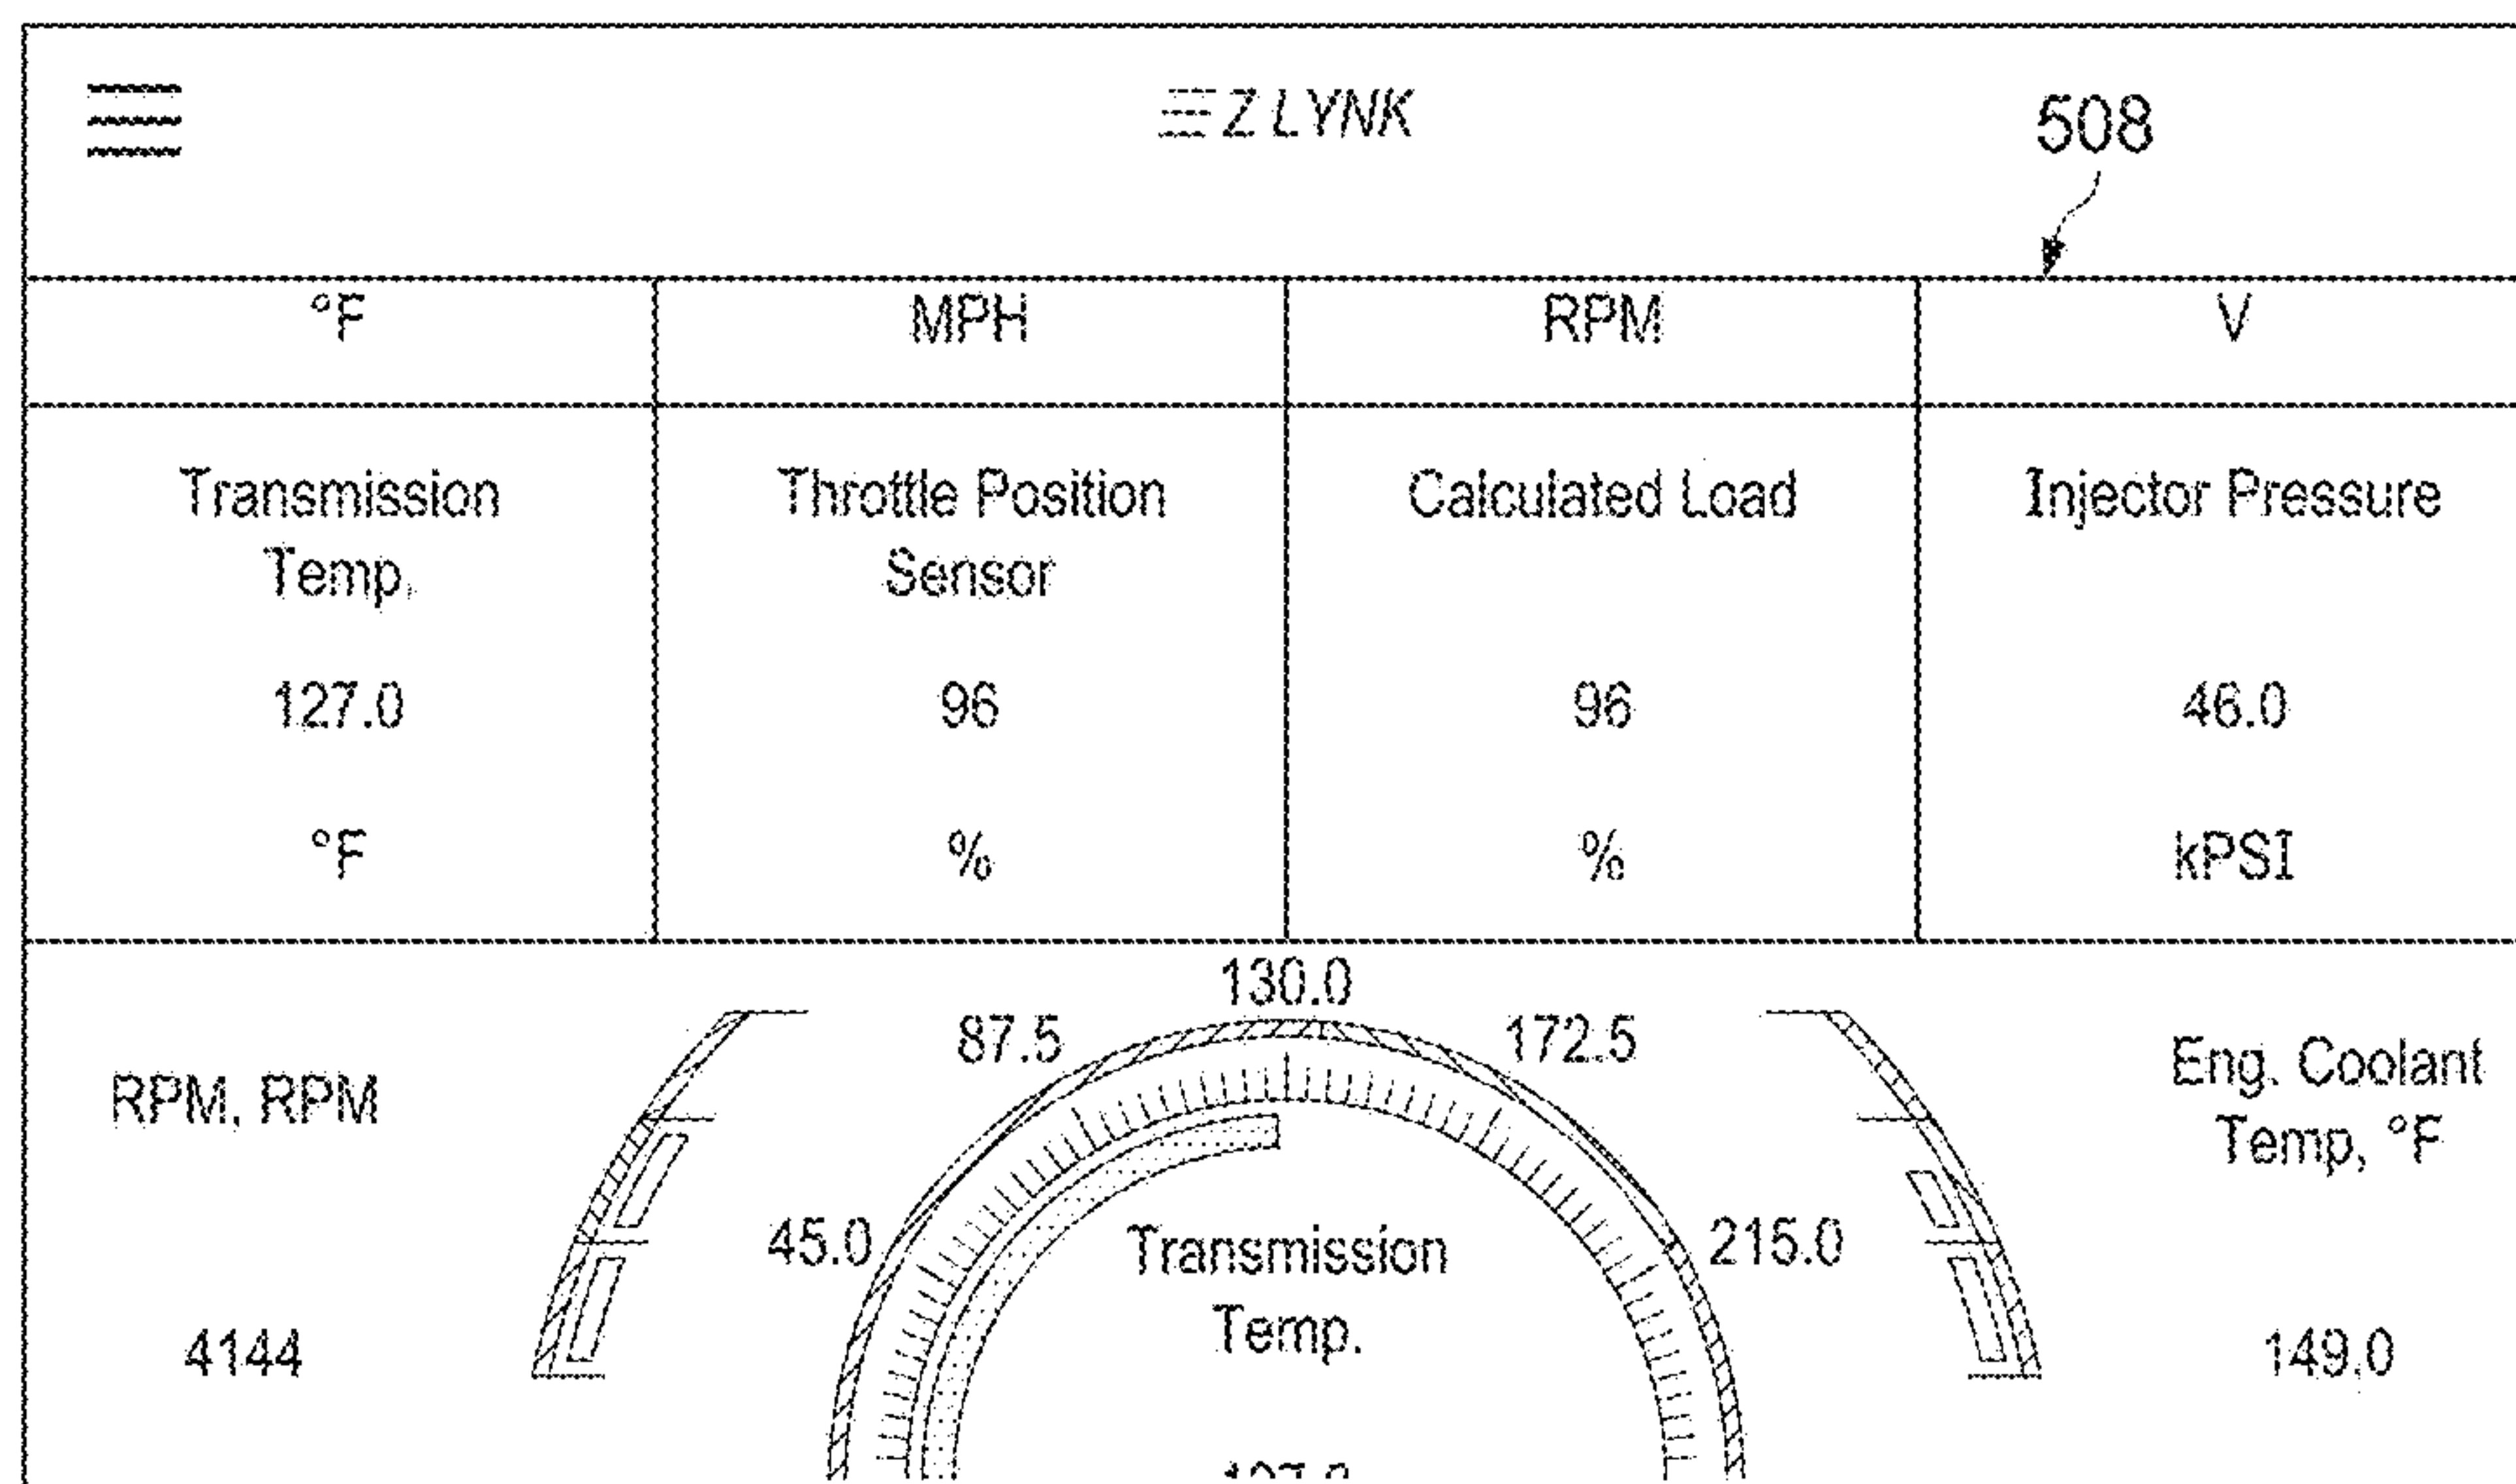 Z LYNK
508
°F MPH RPM V
Transmission Throttle Position Calculated Load Injector Pressure
Temp, Sensor
127.0 96 96 46.0
°F % % kPSI
130.0
87.5 172.5
RPM, RPM
Eng. Coolant
Temp, °F
45.0 Transmission 215.0
Temp.
4144 149.0